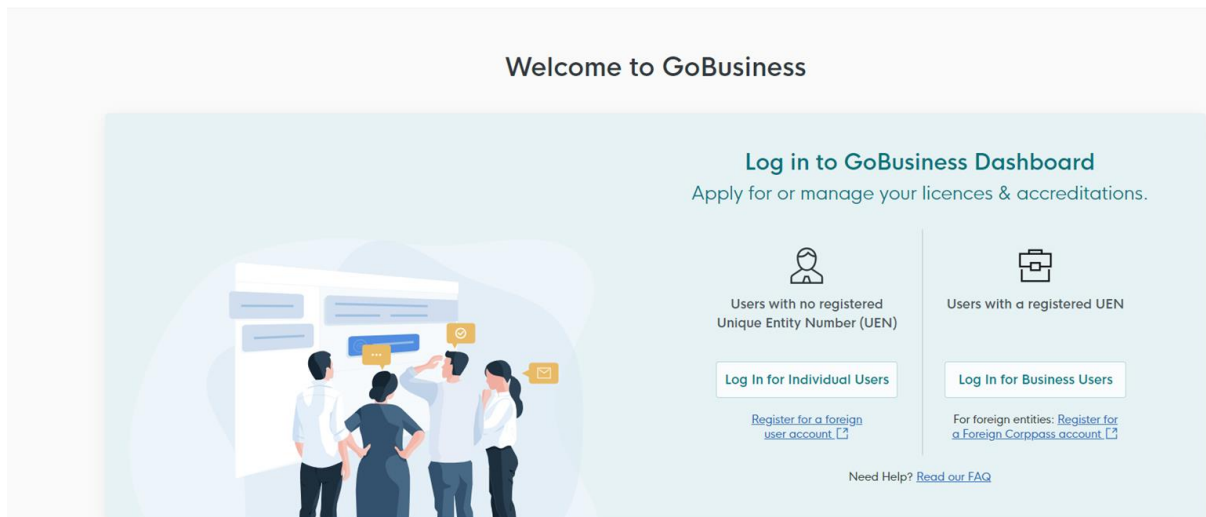 Welcome to GoBusiness
Log in to GoBusiness Dashboard
Apply for or manage your licences & accreditations.
Users with no registered
Unique Entity Number (UEN)
Log In for Individual Users
Register for a foreign
user account
Users with a registered UEN
Log In for Business Users
For foreign entities: Register for
a Foreign Corppass account
Need Help? Read our FAQ